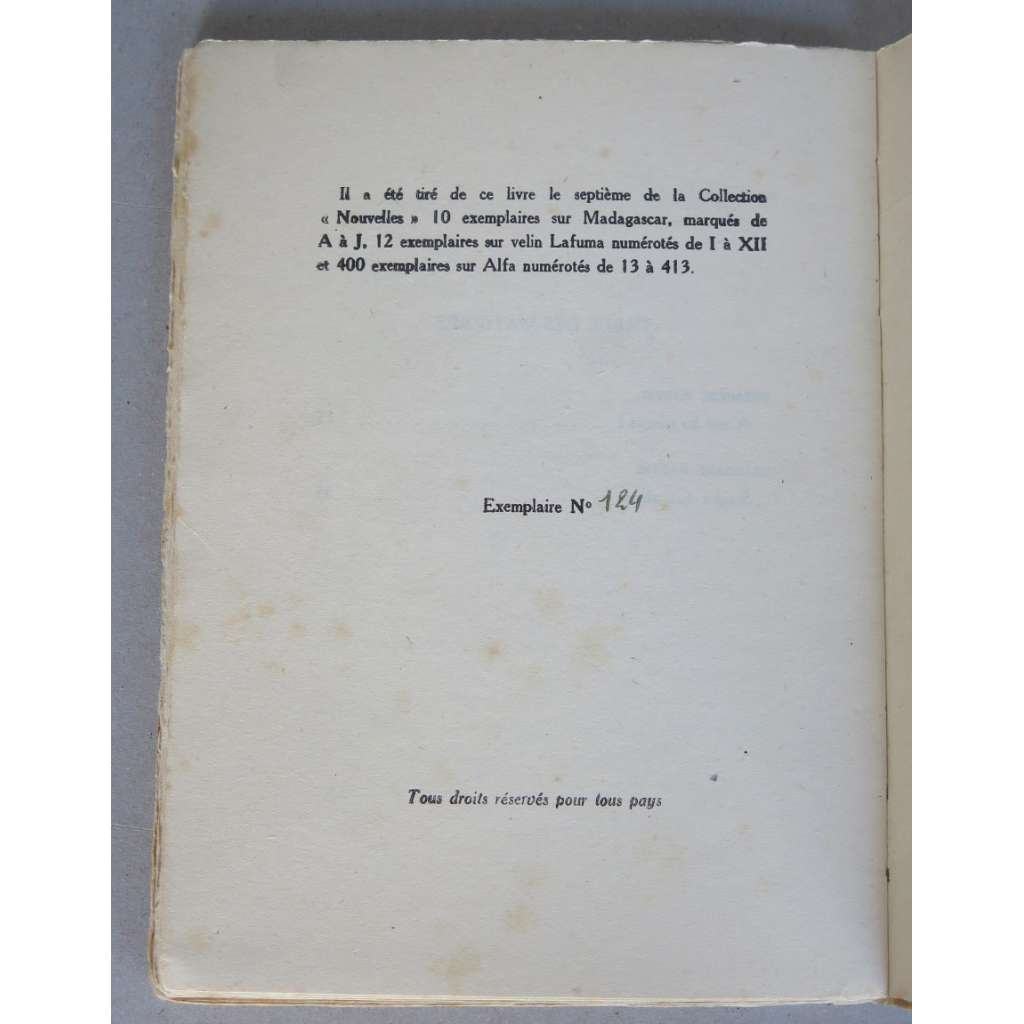 Il a été tiré de ce livre le septième de la Collection
« Nouvelles » 10 exemplaires sur Madagascar, marqués de
A à J, 12 exemplaires sur velin Lafuma numérotés de I à XII
et 400 exemplaires sur Alfa numérotés de 13 à 413.
Exemplaire Nº 124
Tous droits réservés pour tous pays